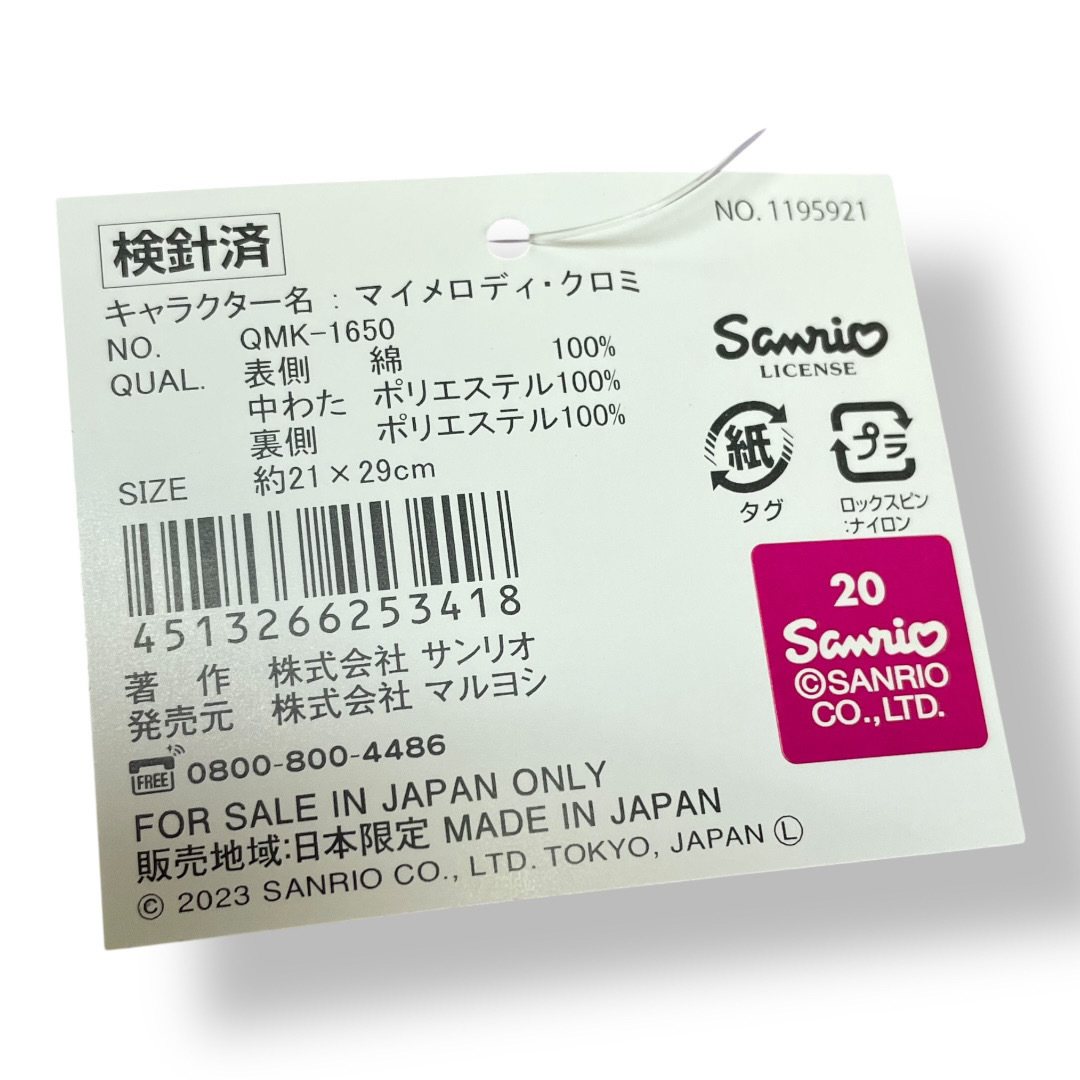 検針済
NO. 1195921
キャラクター名 : マイメロディ・クロミ
NO. QMK-1650
QUAL. 表側 綿 100%
中わた ポリエステル100%
裏側 ポリエステル100%
SIZE 約21×29cm
4513266253418
著 作 株式会社 サンリオ
発売元 株式会社 マルヨシ
FREE 0800-800-4486
FOR SALE IN JAPAN ONLY
販売地域:日本限定 MADE IN JAPAN
© 2023 SANRIO CO., LTD. TOKYO, JAPAN Ⓛ
Sanrio
LICENSE
紙
タグ
プラ
ロックスピン
:ナイロン
20
Sanrio
©SANRIO
CO.,LTD.